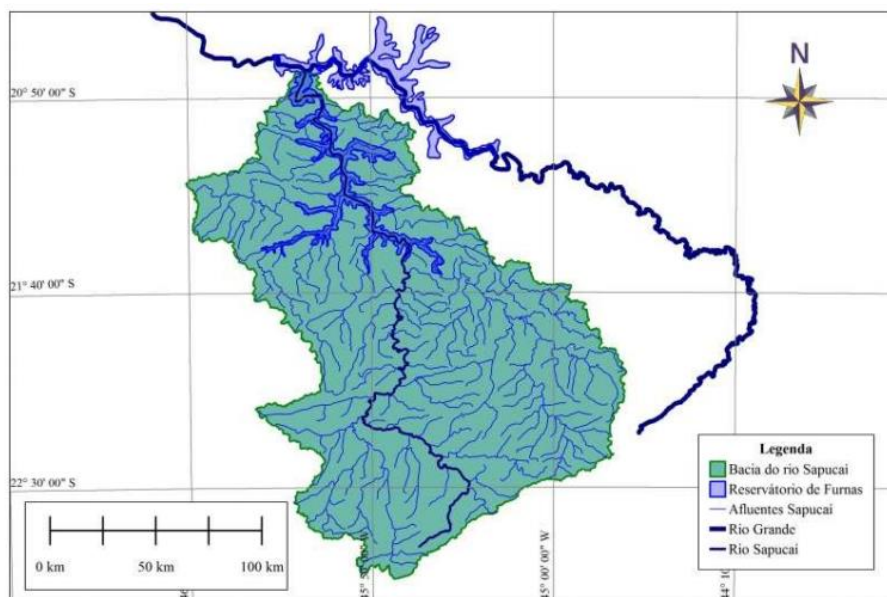 N
20° 50' 00" S
21° 40' 00" S
22° 30' 00" S
45° 00' 00" W
Legenda
Bacia do rio Sapucaí
Reservátorio de Furnas
Afluentes Sapucaí
Rio Grande
Rio Sapucaí
0 km 50 km 100 km